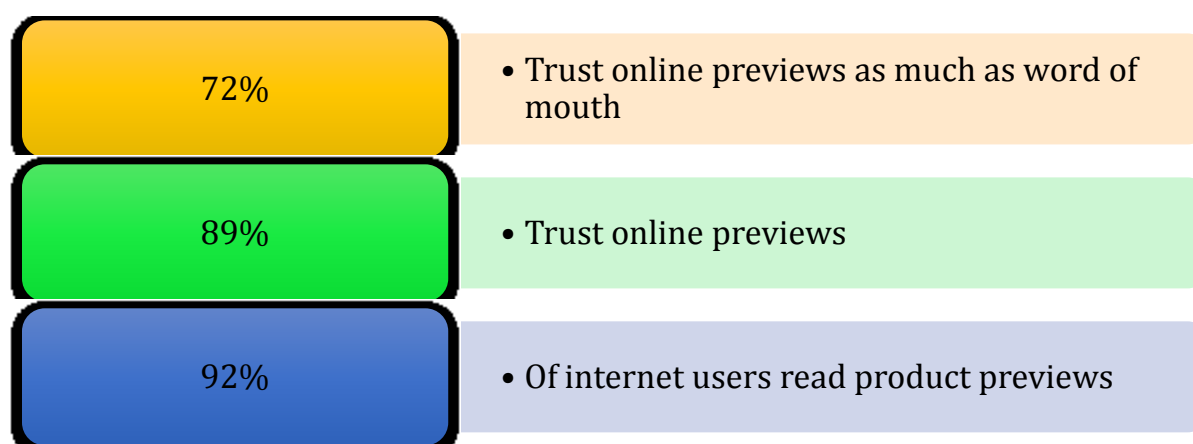 72%
• Trust online previews as much as word of
mouth
89%
• Trust online previews
92%
• Of internet users read product previews